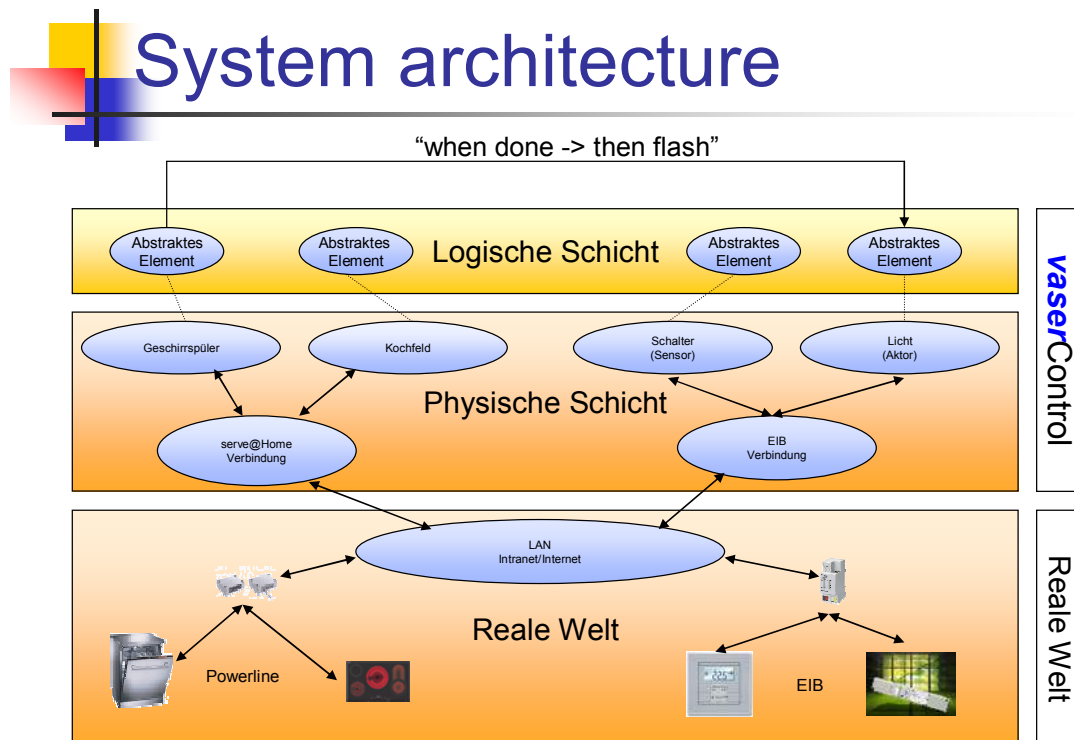 System architecture
“when done -> then flash”
Abstraktes
Element
Abstraktes
Element
Logische Schicht
Abstraktes
Element
Abstraktes
Element
vaserControl
Geschirrspüler
Kochfeld
Schalter
(Sensor)
Licht
(Aktor)
Physische Schicht
serve@Home
Verbindung
EIB
Verbindung
LAN
Intranet/Internet
Reale Welt
Reale Welt
Powerline
EIB
22.5